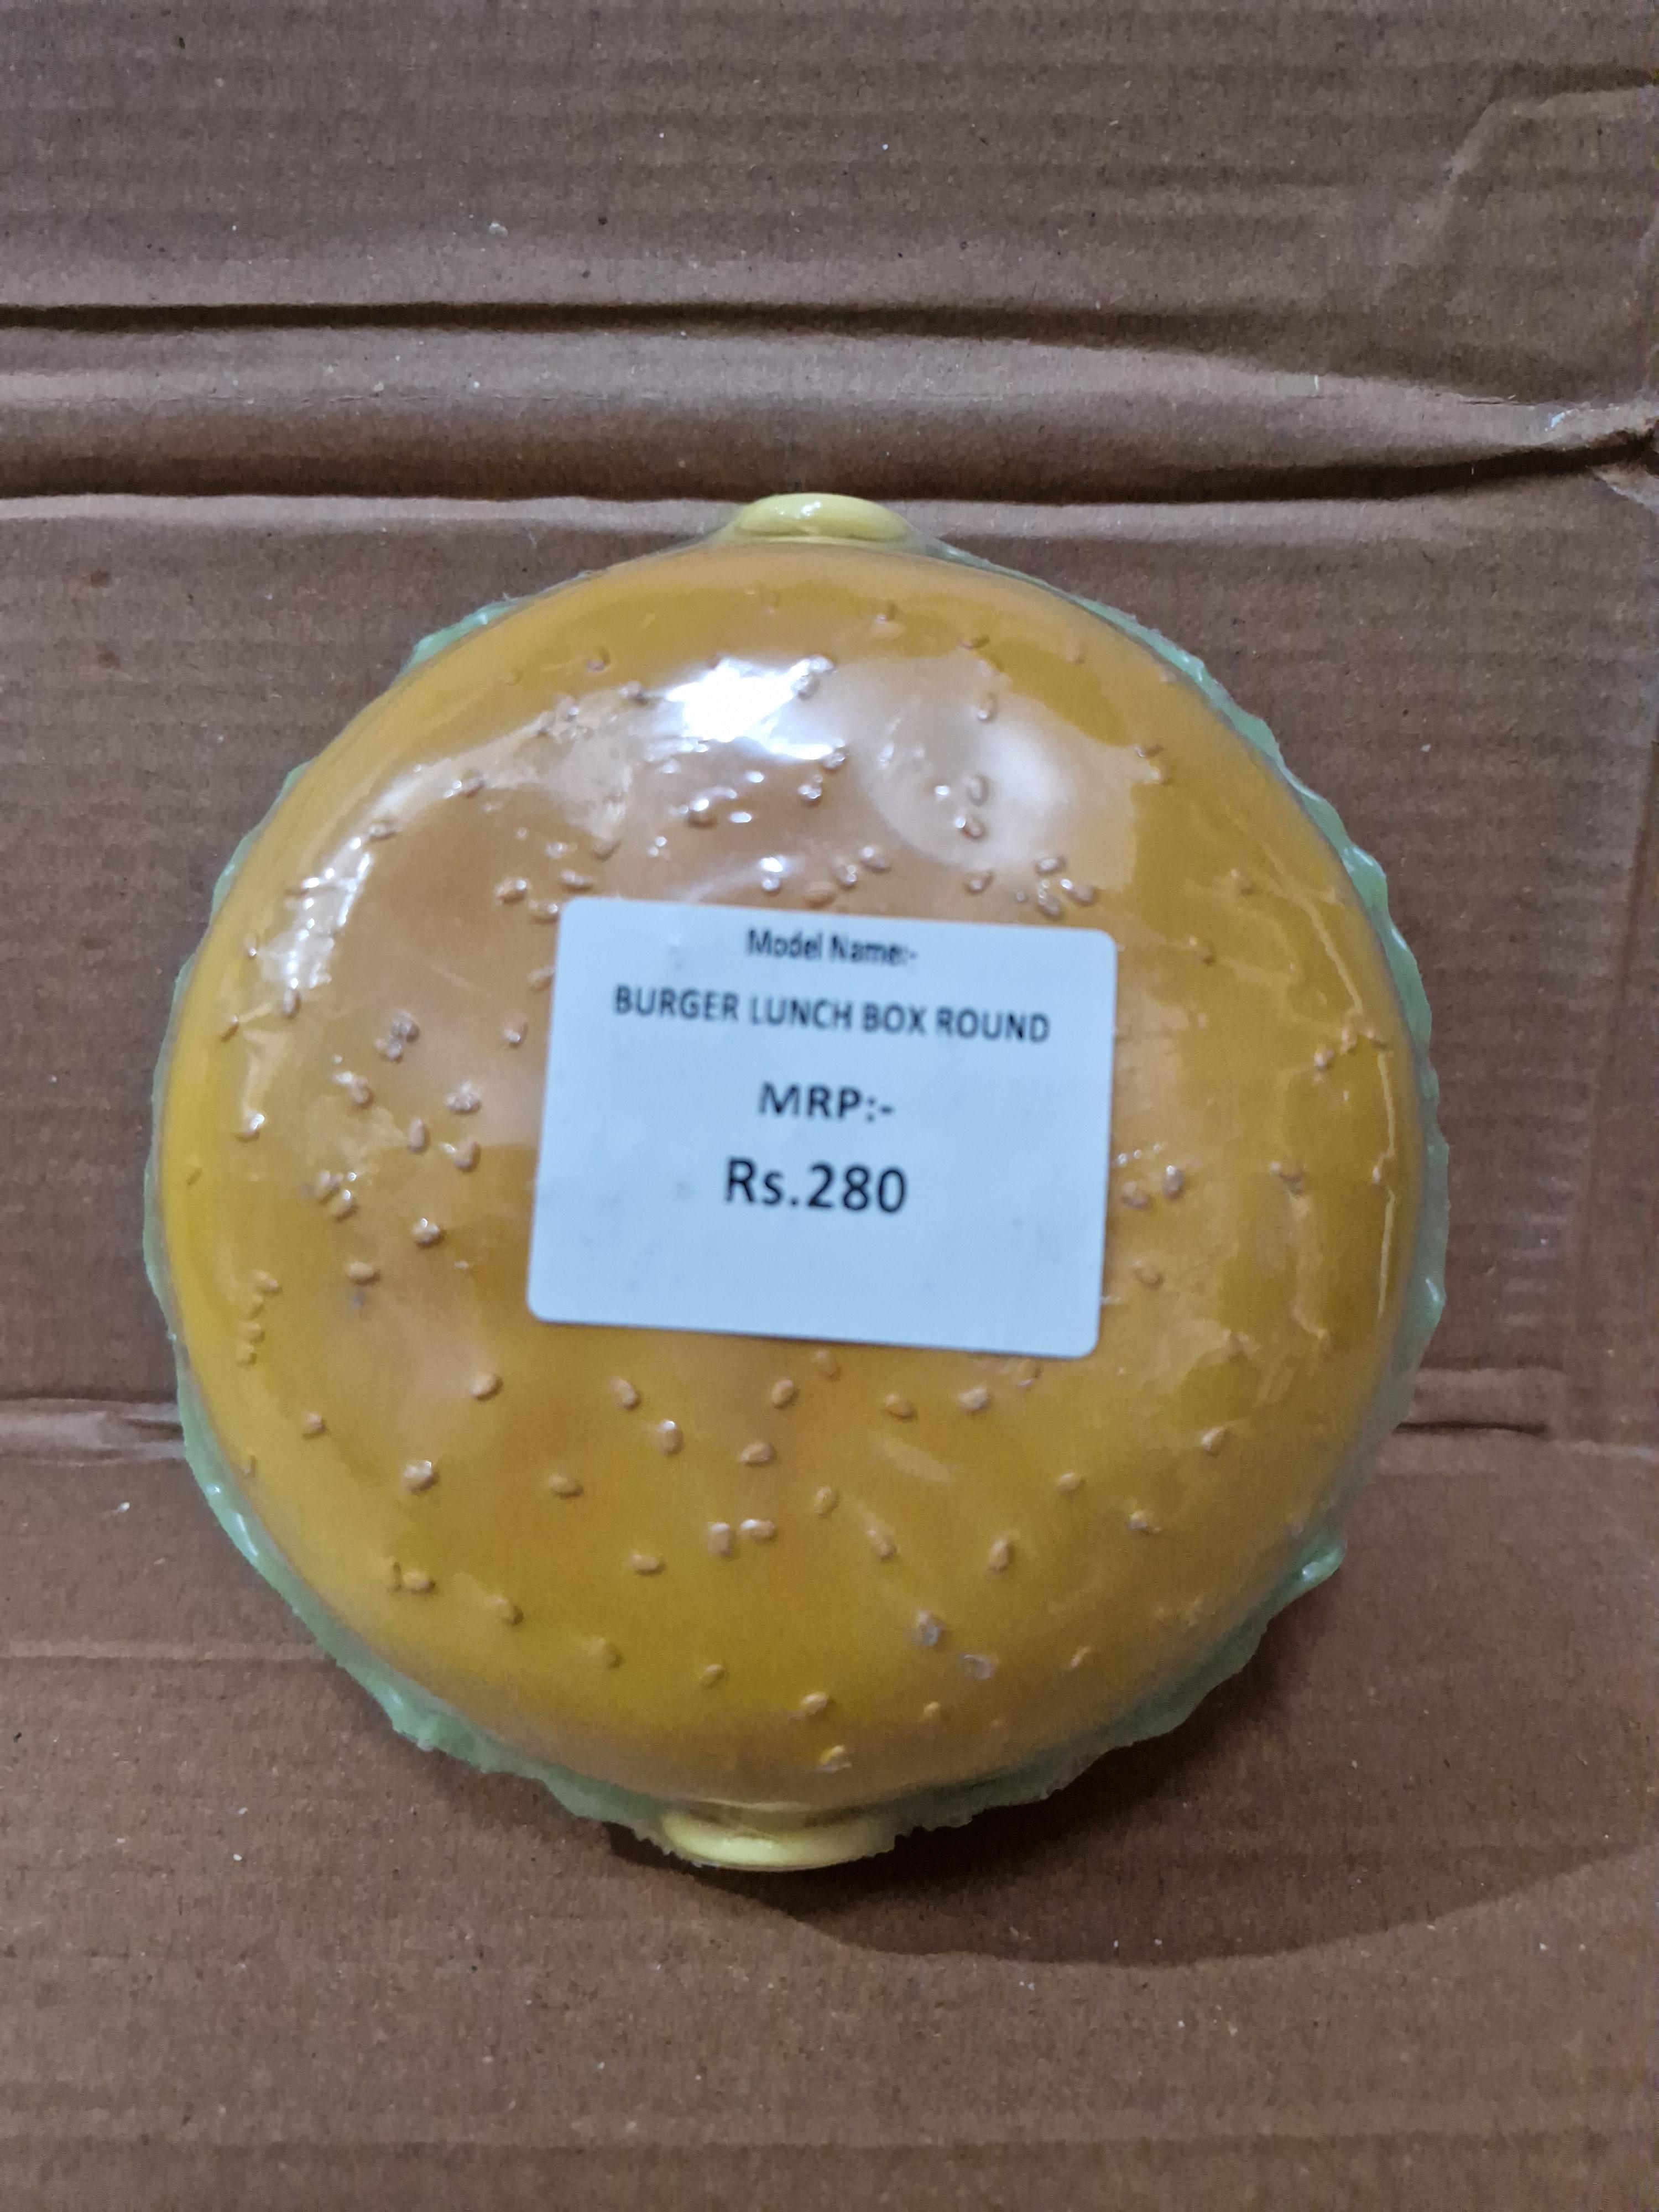 Model Name:-
BURGER LUNCH BOX ROUND
MRP:-
Rs.280